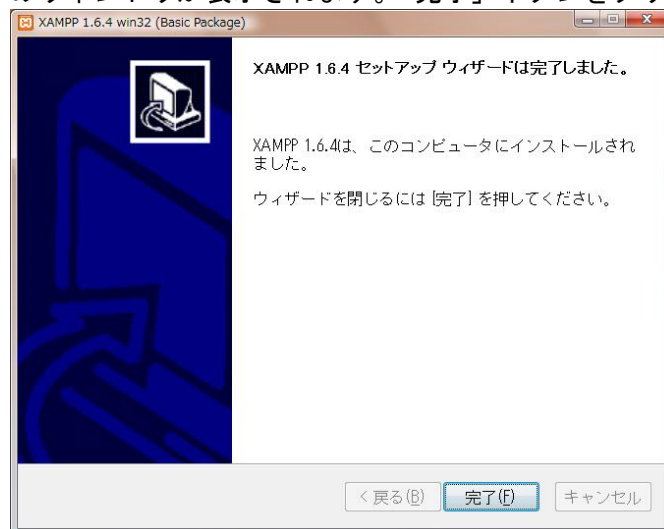 XAMPP 1.6.4 win32 (Basic Package)
XAMPP 1.6.4 セットアップ ウィザードは完了しました。
XAMPP 1.6.4は、このコンピュータにインストールされ
ました。
ウィザードを閉じるには [完了] を押してください。
< 戻る(B)
完了(F)
キャンセル